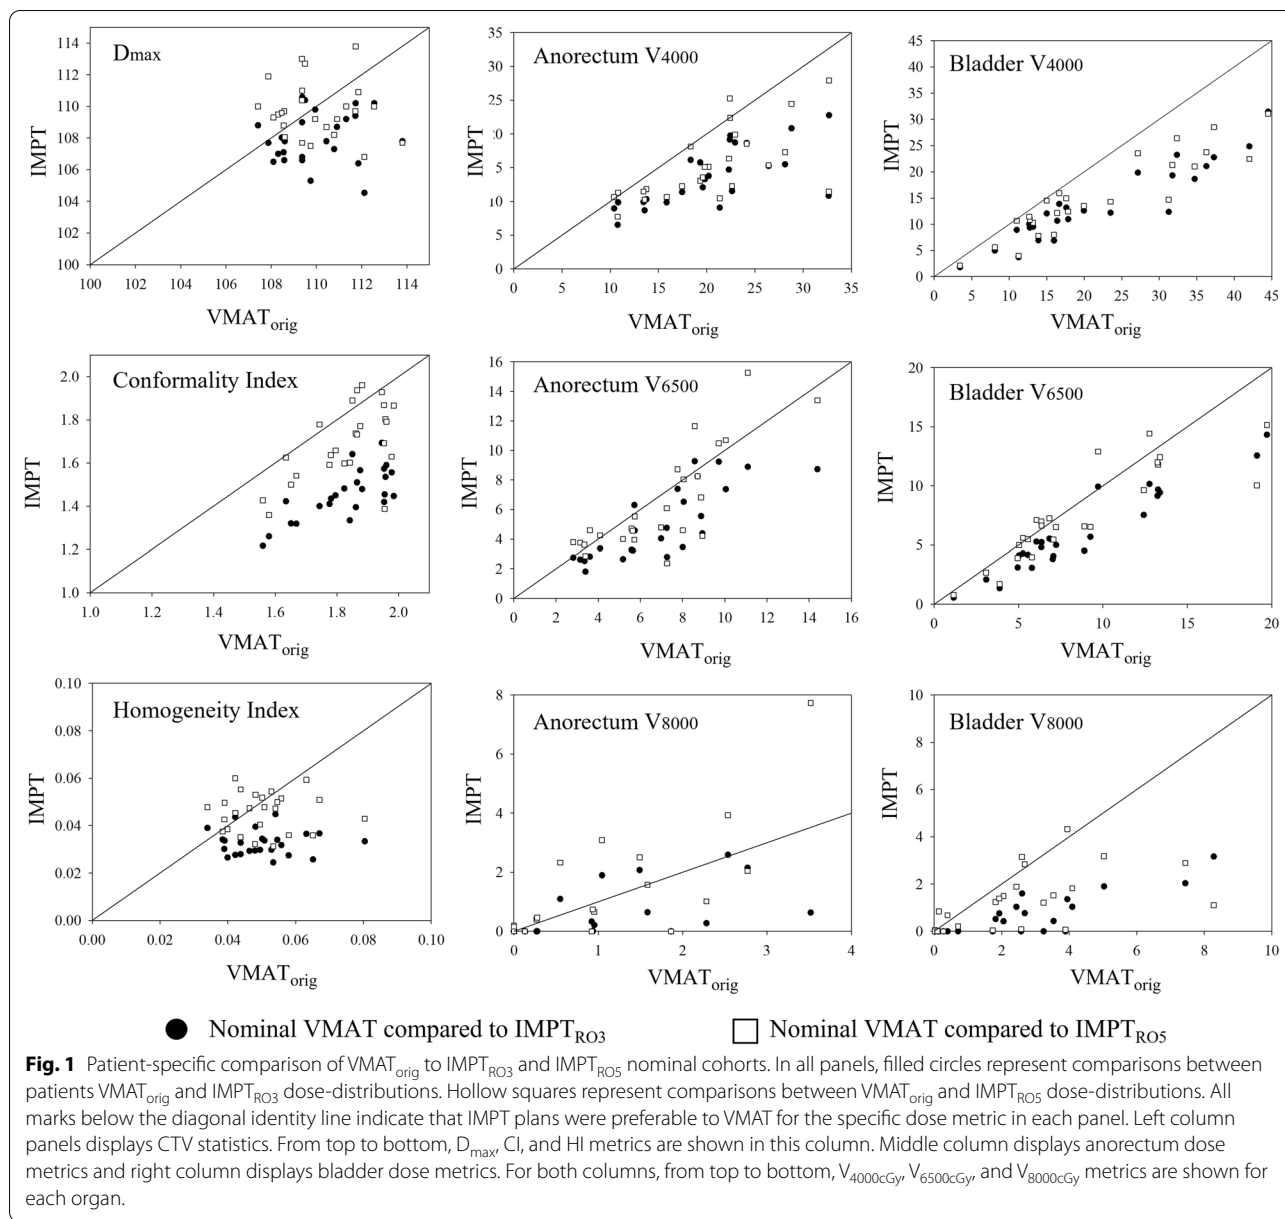 Dmax
IMPT
114
112
110
108
106
104
102
100
100 102 104 106 108 110 112 114
VMATorig
Anorectum V4000
IMPT
35
30
25
20
15
10
5
0
0 5 10 15 20 25 30 35
VMATorig
Bladder V4000
IMPT
45
40
35
30
25
20
15
10
5
0
0 5 10 15 20 25 30 35 40 45
VMATorig
Conformality Index
IMPT
2.0
1.8
1.6
1.4
1.2
1.0
1.0 1.2 1.4 1.6 1.8 2.0
VMATorig
Anorectum V6500
IMPT
16
14
12
10
8
6
4
2
0
0 2 4 6 8 10 12 14 16
VMATorig
Bladder V6500
IMPT
20
15
10
5
0
0 5 10 15 20
VMATorig
Homogeneity Index
IMPT
0.10
0.08
0.06
0.04
0.02
0.00
0.00 0.02 0.04 0.06 0.08 0.10
VMATorig
Anorectum V8000
IMPT
8
6
4
2
0
0 1 2 3 4
VMATorig
Bladder V8000
IMPT
10
8
6
4
2
0
0 2 4 6 8 10
VMATorig
Nominal VMAT compared to IMPTRO3
Nominal VMAT compared to IMPTRO5
Fig. 1 Patient-specific comparison of VMATorig to IMPTRO3 and IMPTRO5 nominal cohorts. In all panels, filled circles represent comparisons between
patients VMATorig and IMPTRO3 dose-distributions. Hollow squares represent comparisons between VMATorig and IMPTRO5 dose-distributions. All
marks below the diagonal identity line indicate that IMPT plans were preferable to VMAT for the specific dose metric in each panel. Left column
panels displays CTV statistics. From top to bottom, Dmax, CI, and HI metrics are shown in this column. Middle column displays anorectum dose
metrics and right column displays bladder dose metrics. For both columns, from top to bottom, V4000cGy, V6500cGy, and V8000cGy metrics are shown for
each organ.